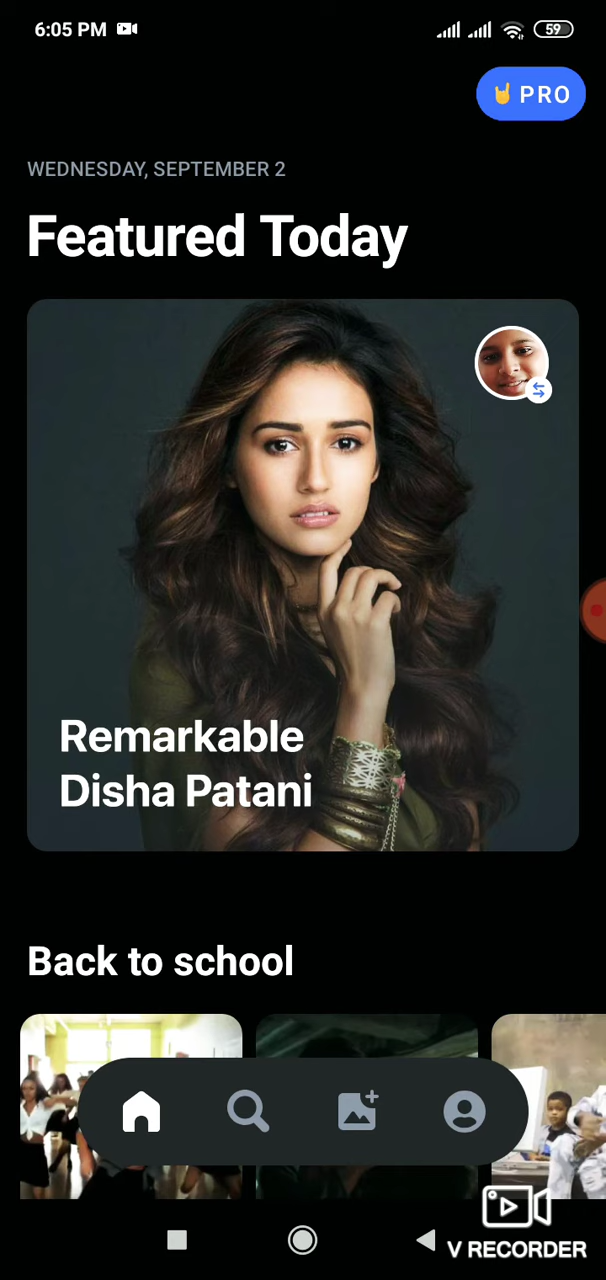 6:05 PM
59
PRO
WEDNESDAY, SEPTEMBER 2
Featured Today
Remarkable
Disha Patani
Back to school
V RECORDER